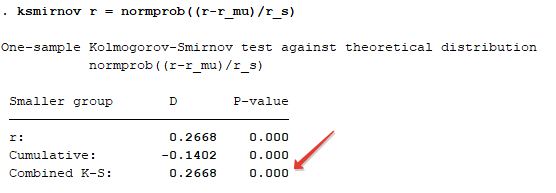 . ksmirnov r = normprob((r-r_mu)/r_s)
One-sample Kolmogorov-Smirnov test against theoretical distribution
normprob((r-r_mu)/r_s)
Smaller group D P-value
r: 0.2668 0.000
Cumulative: -0.1402 0.000
Combined K-S: 0.2668 0.000